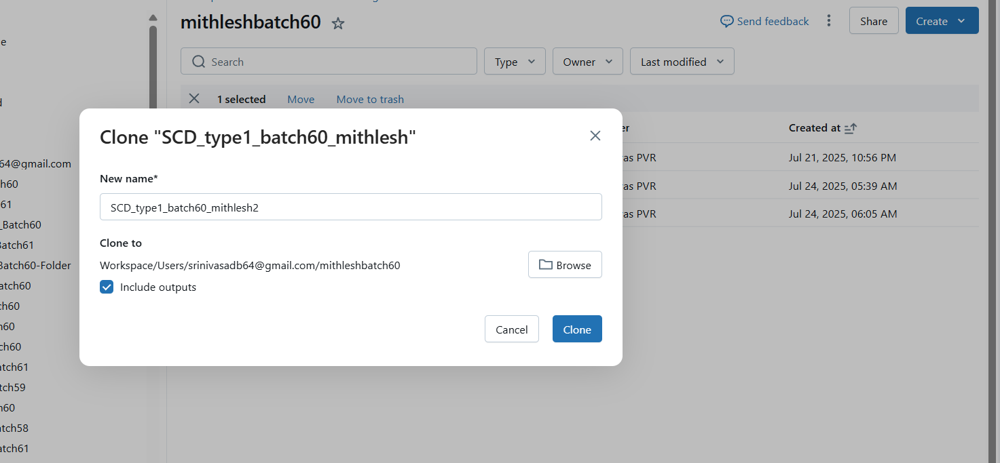 mithleshbatch60
Send feedback
Share
Create
Search
Type
Owner
Last modified
1 selected
Move
Move to trash
Created at
as PVR
Jul 21, 2025, 10:56 PM
as PVR
Jul 24, 2025, 05:39 AM
as PVR
Jul 24, 2025, 06:05 AM
Clone "SCD_type1_batch60_mithlesh"
New name*
SCD_type1_batch60_mithlesh2
Clone to
Workspace/Users/srinivasadb64@gmail.com/mithleshbatch60
Browse
Include outputs
Cancel
Clone
e
64@gmail.com
h60
61
_Batch60
Batch61
Batch60-Folder
atch60
ch60
h60
ch60
atch61
tch59
h60
atch58
atch61